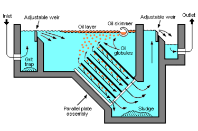 Inlet
Adjustable weir
Oil layer
Oil skimmer
Adjustable weir
Outlet
Oil
globules
Grit
trap
Parallel plate
assembly
Sludge